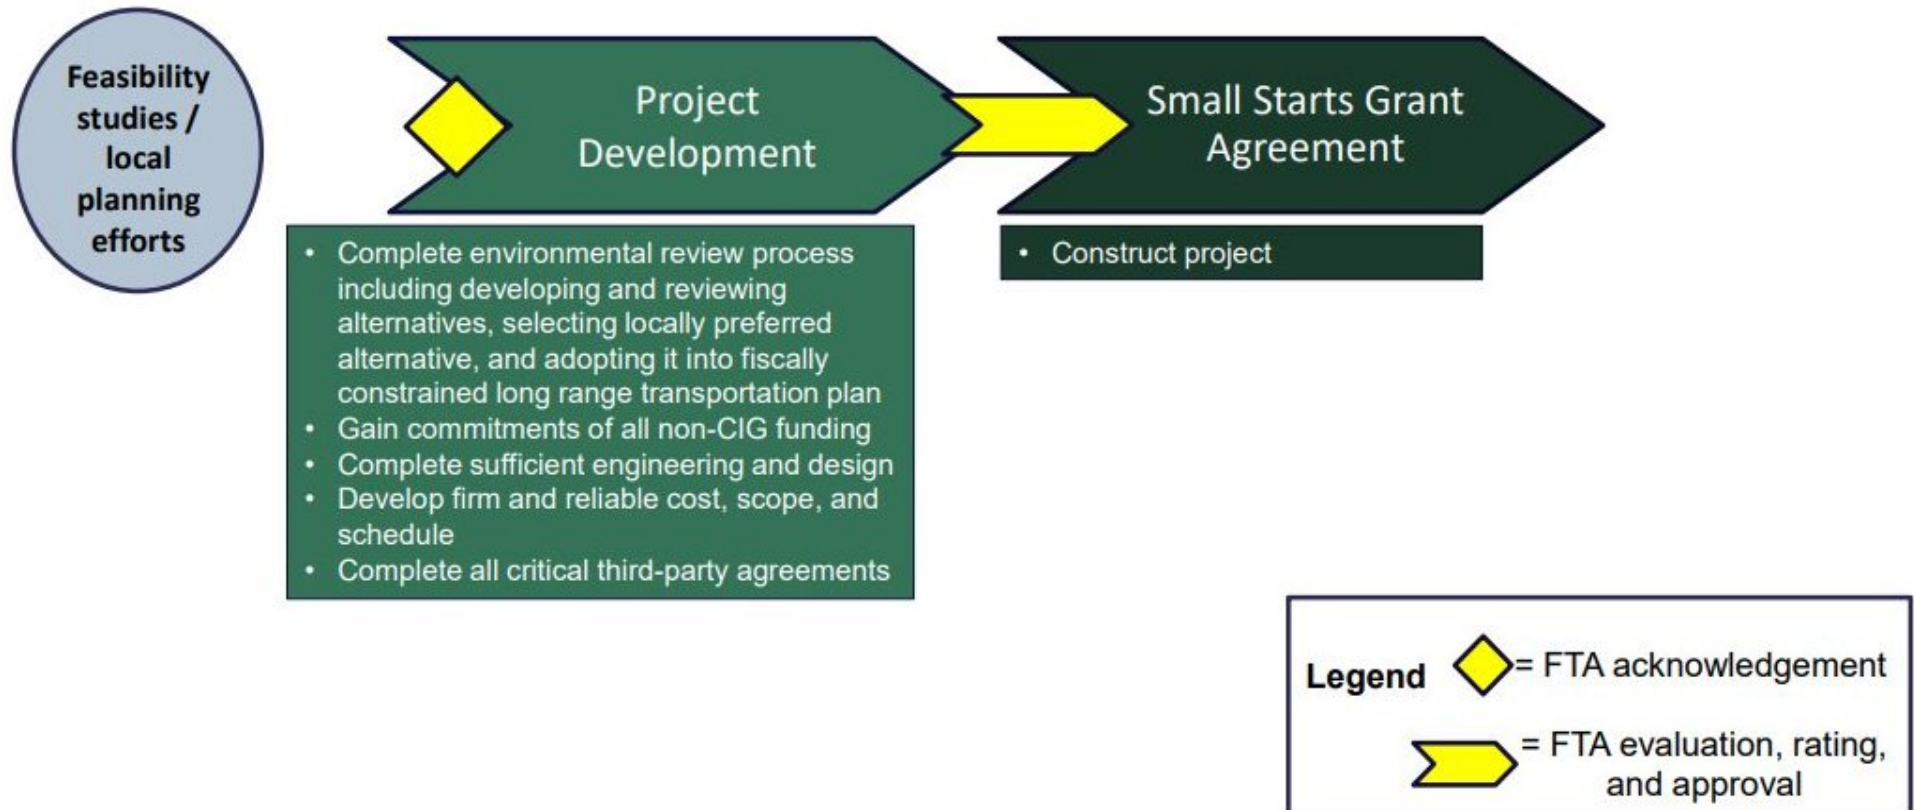 Feasibility
studies /
local
planning
efforts
Project
Development
Small Starts Grant
Agreement
• Complete environmental review process
including developing and reviewing
alternatives, selecting locally preferred
alternative, and adopting it into fiscally
constrained long range transportation plan
• Gain commitments of all non-CIG funding
• Complete sufficient engineering and design
• Develop firm and reliable cost, scope, and
schedule
• Complete all critical third-party agreements
• Construct project
Legend
= FTA acknowledgement
= FTA evaluation, rating,
and approval